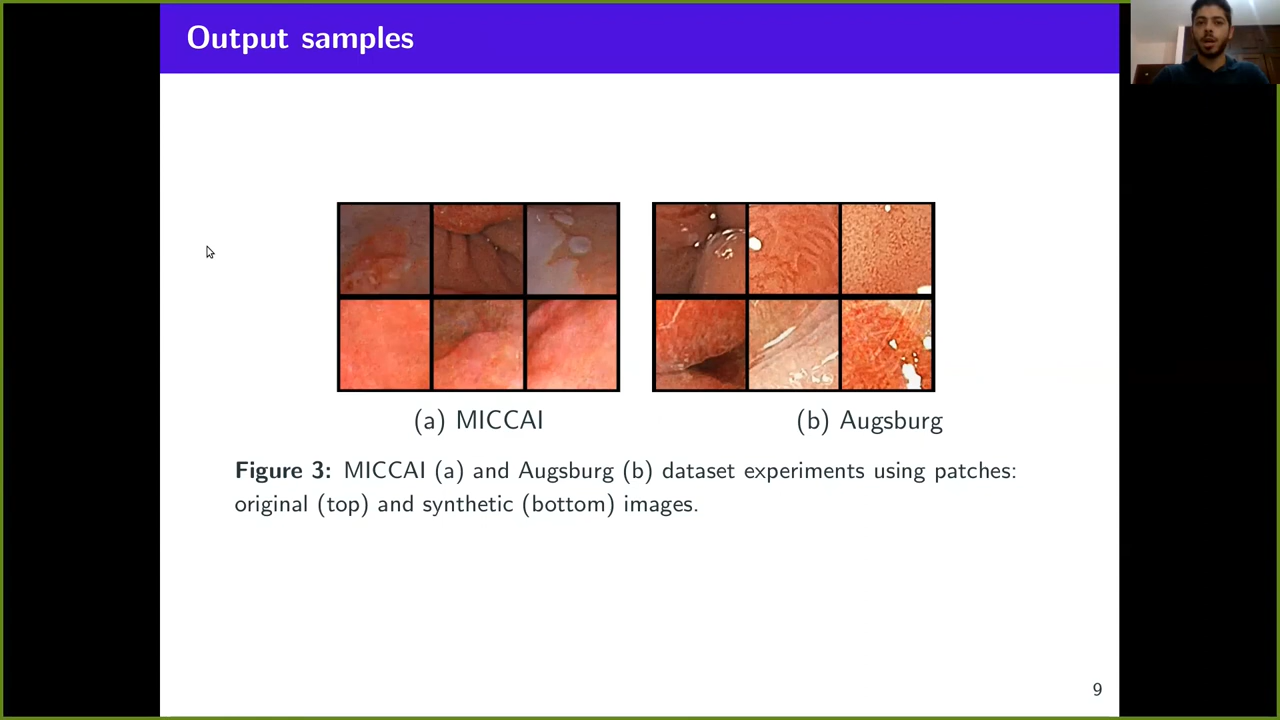 Output samples
(a) MICCAI
(b) Augsburg
Figure 3: MICCAI (a) and Augsburg (b) dataset experiments using patches:
original (top) and synthetic (bottom) images.
9